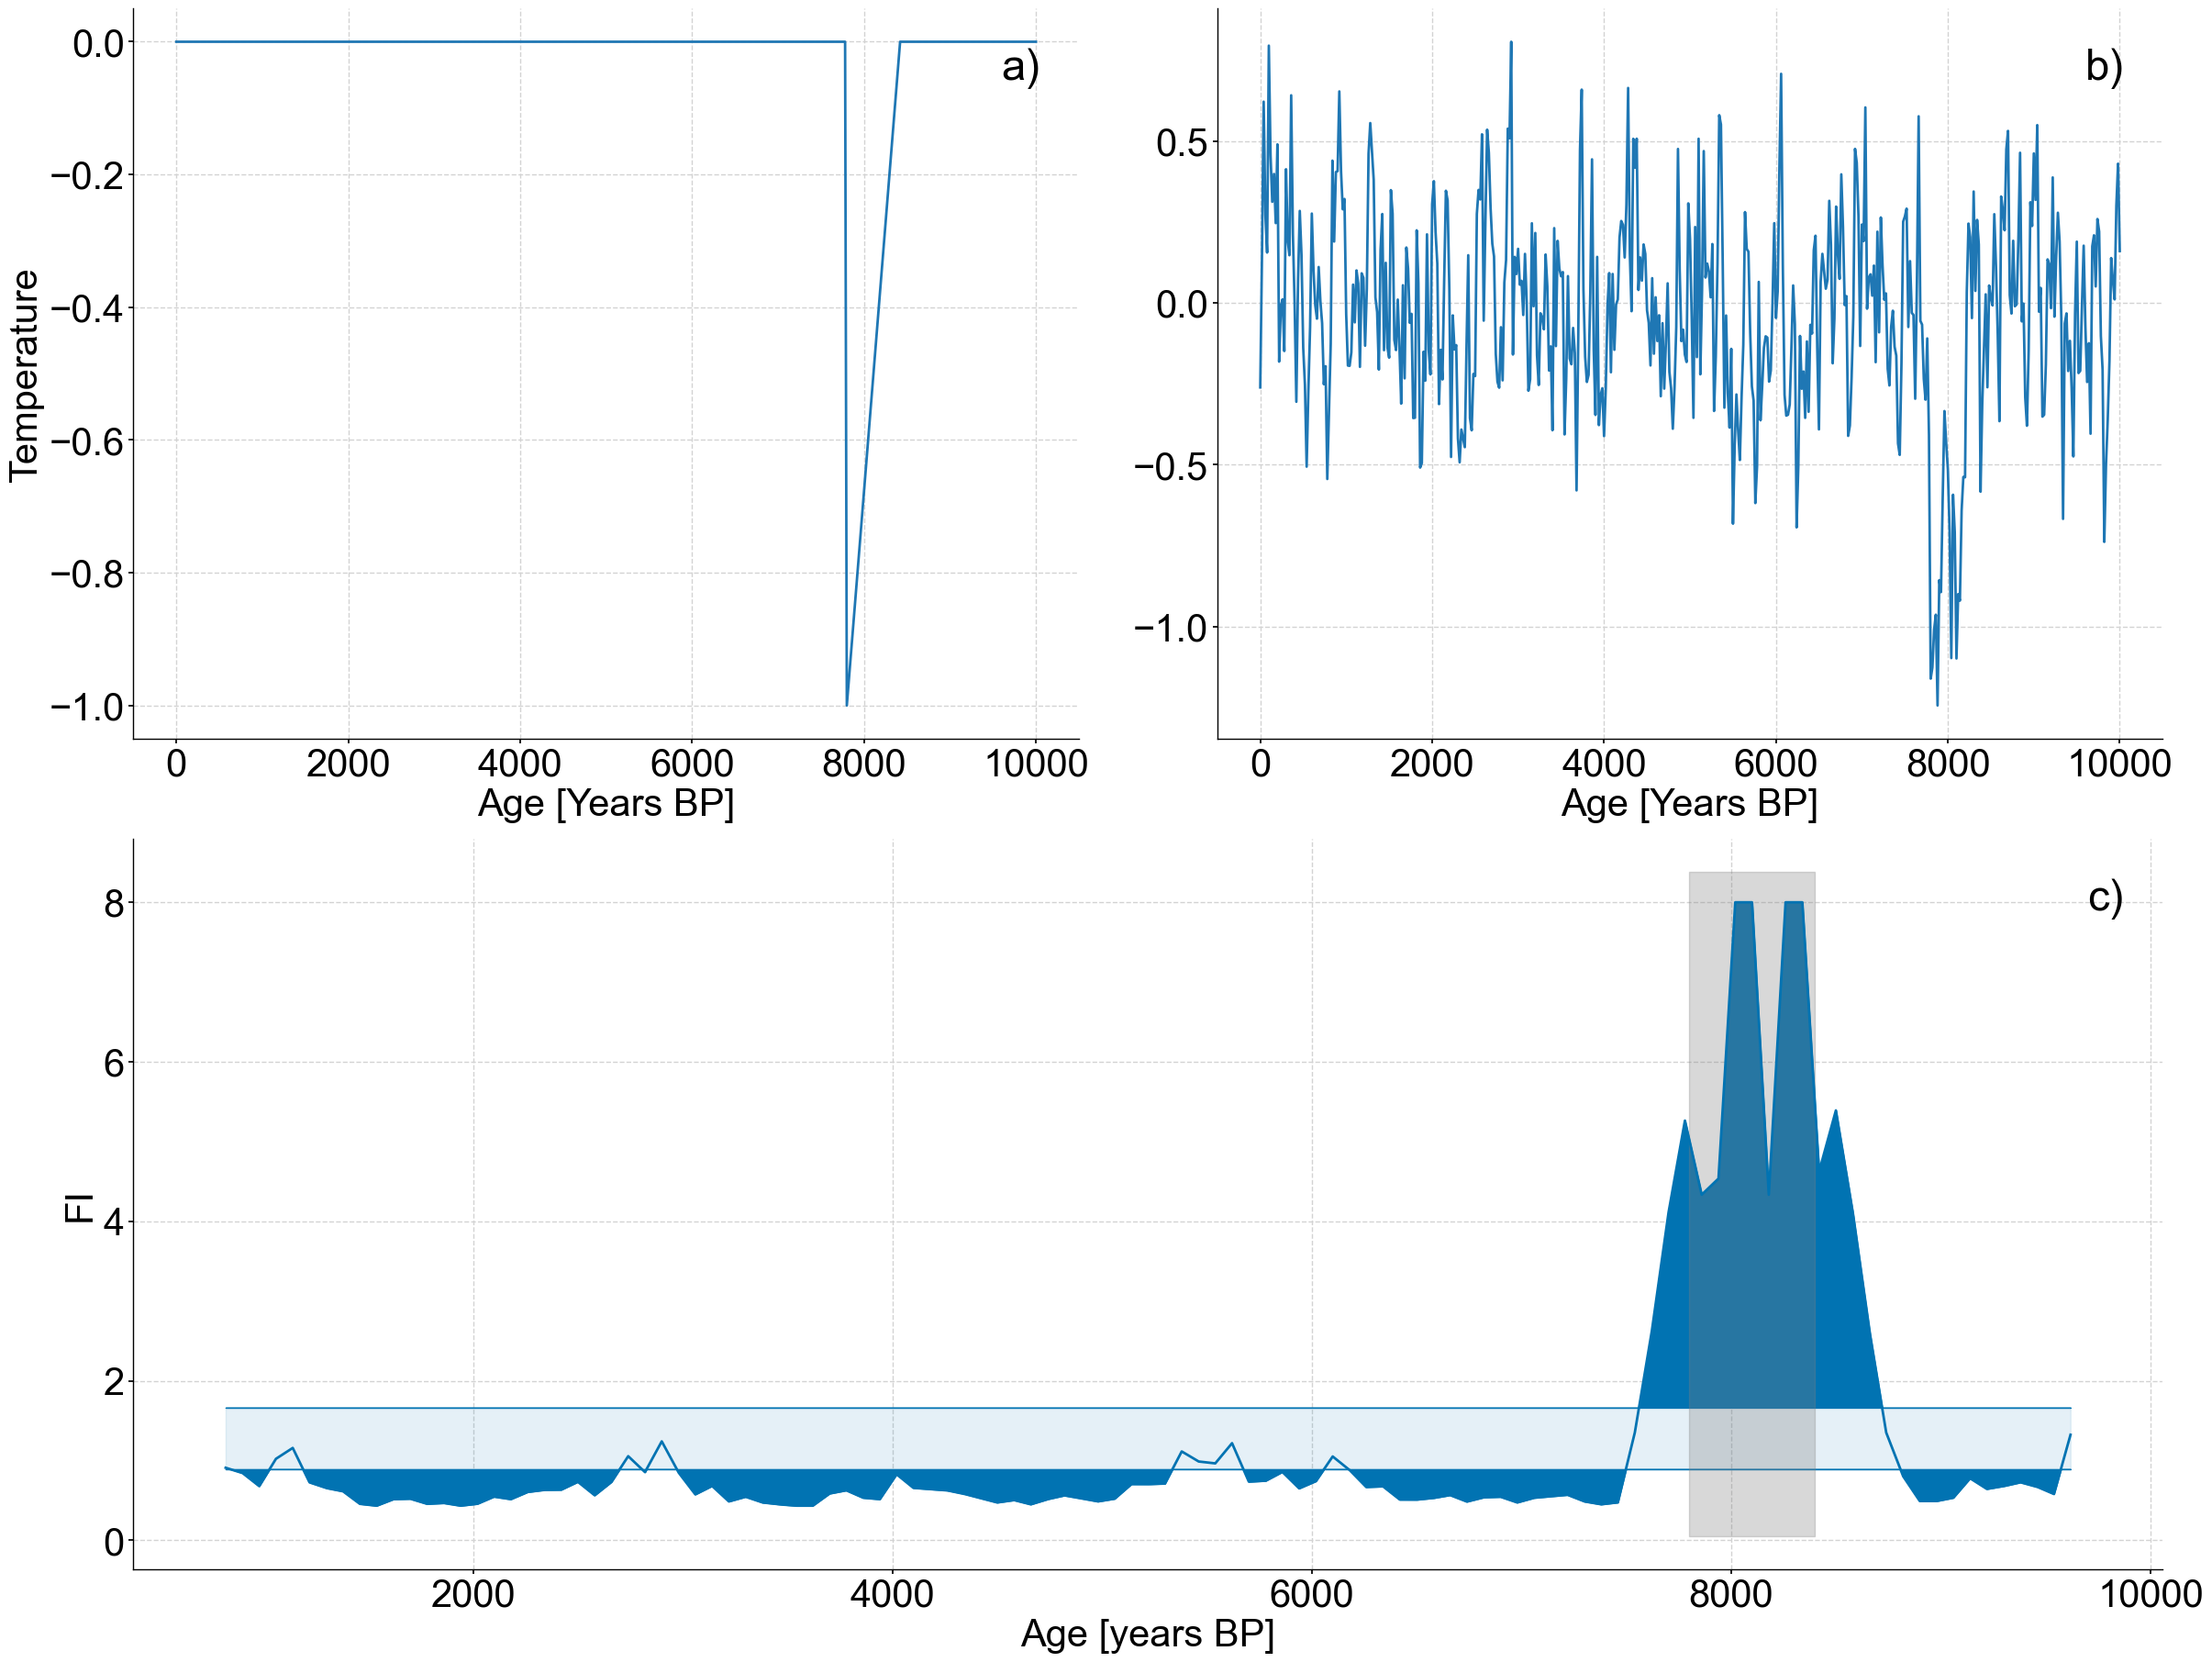 a)
0.0
−0.2
−0.4
−0.6
−0.8
−1.0
Temperature
0 2000 4000 6000 8000 10000
Age [Years BP]
b)
0.5
0.0
−0.5
−1.0
0 2000 4000 6000 8000 10000
Age [Years BP]
c)
8
6
4
2
0
FI
2000 4000 6000 8000 10000
Age [years BP]